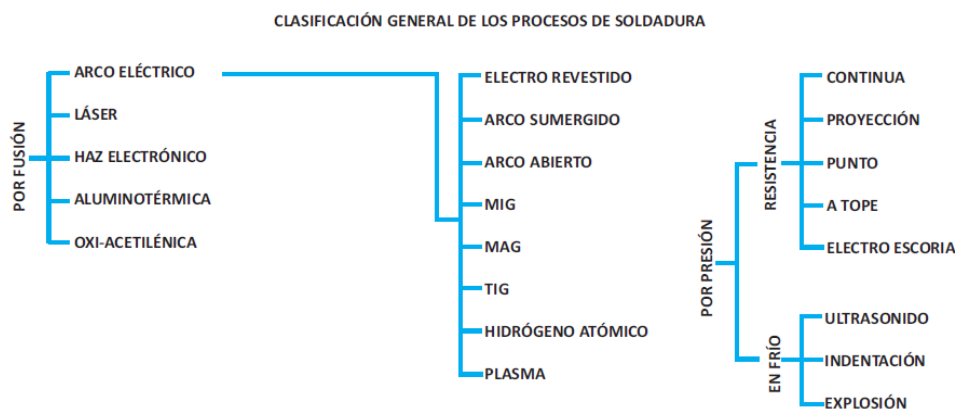 CLASIFICACIÓN GENERAL DE LOS PROCESOS DE SOLDADURA
POR FUSIÓN
ARCO ELÉCTRICO
LÁSER
HAZ ELECTRÓNICO
ALUMINOTÉRMICA
OXI-ACETILÉNICA
ELECTRO REVESTIDO
ARCO SUMERGIDO
ARCO ABIERTO
MIG
MAG
TIG
HIDRÓGENO ATÓMICO
PLASMA
POR PRESIÓN
RESISTENCIA
CONTINUA
PROYECCIÓN
PUNTO
A TOPE
ELECTRO ESCORIA
EN FRÍO
ULTRASONIDO
INDENTACIÓN
EXPLOSIÓN